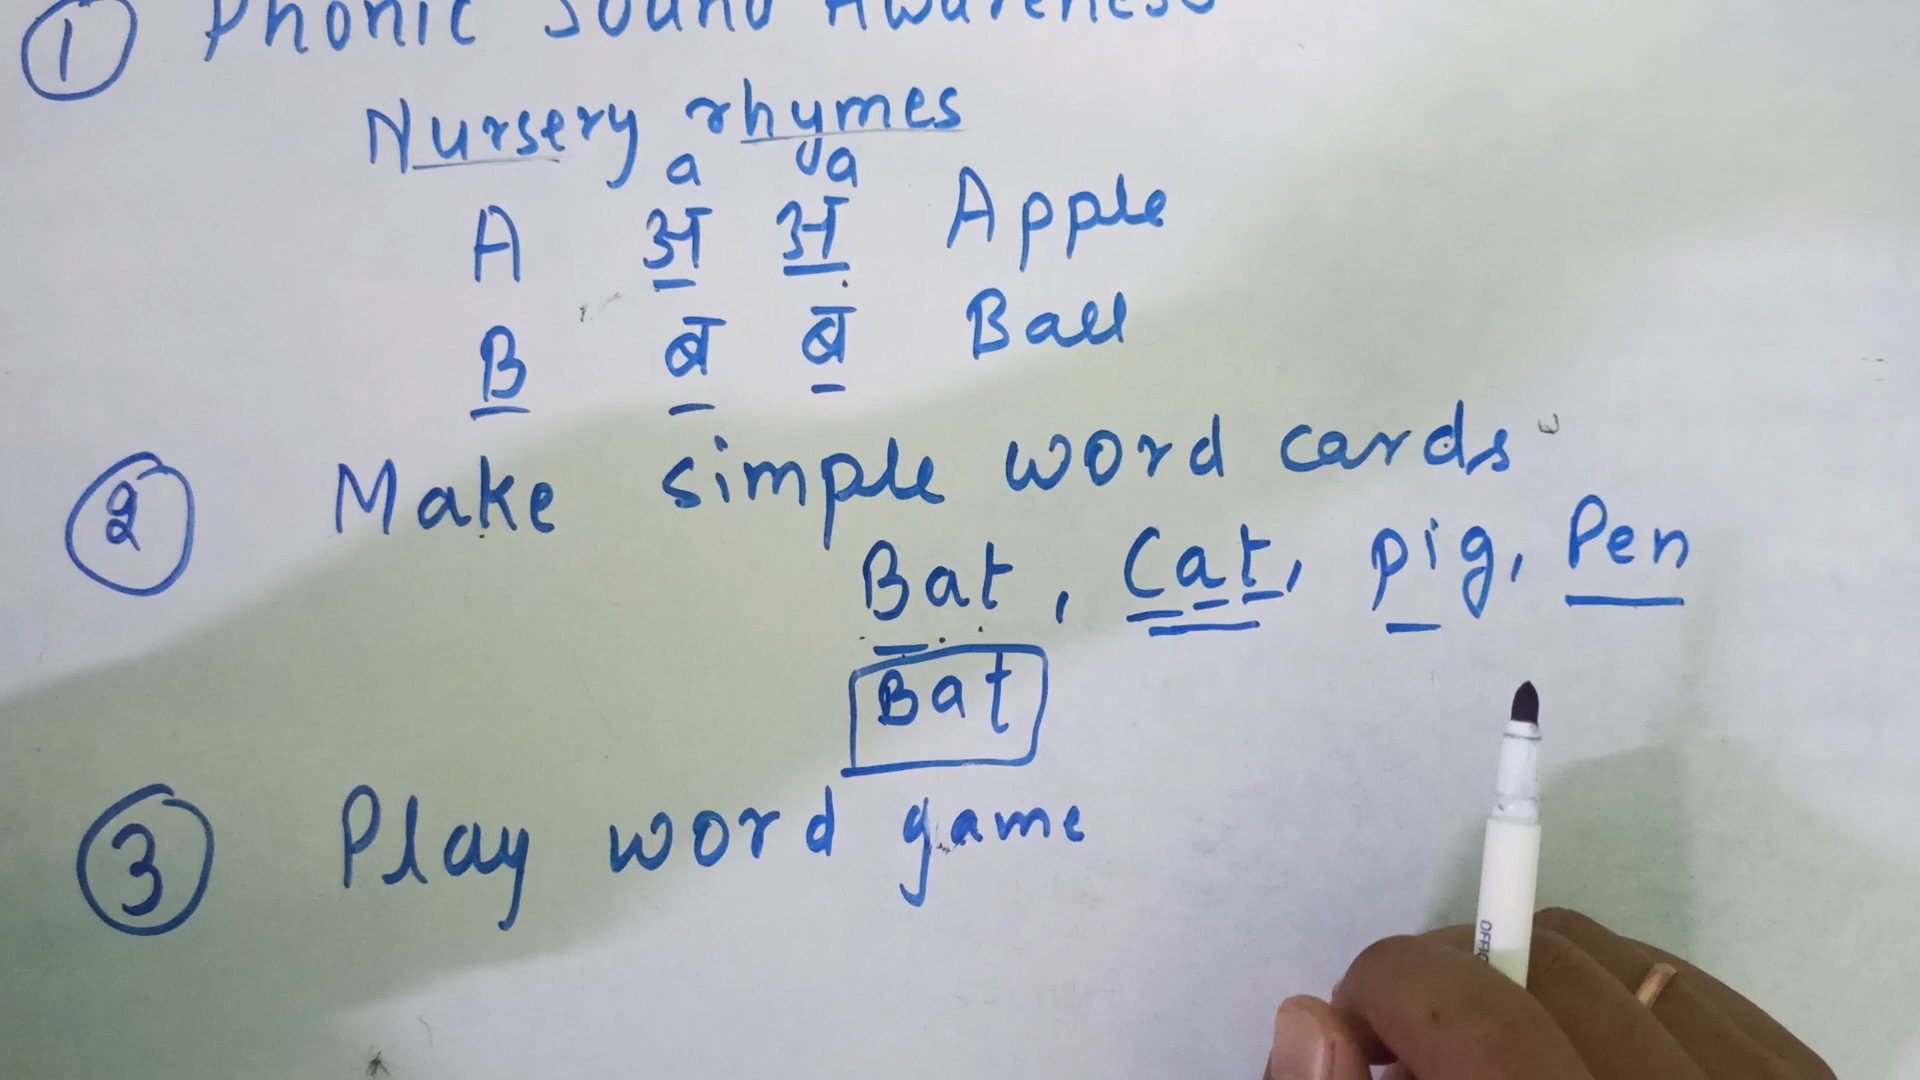 ① Phonic Sound Awareness
Nursery rhymes
a a
A अ अ Apple
B ब ब Ball
② Make simple word cards
Bat, Cat, pig, Pen
Bat
③ Play word game